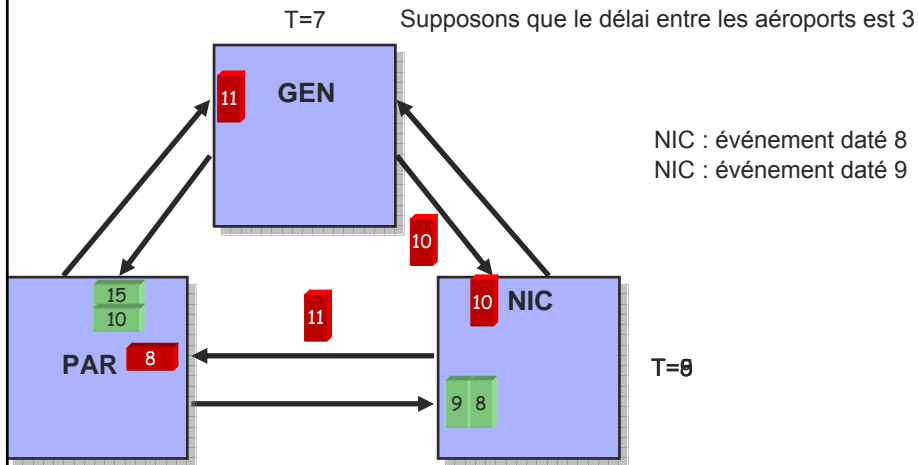 T=7 Supposons que le délai entre les aéroports est 3
11 GEN
NIC : événement daté 8
NIC : événement daté 9
10
15
10
11
10 NIC
PAR 8
9 8